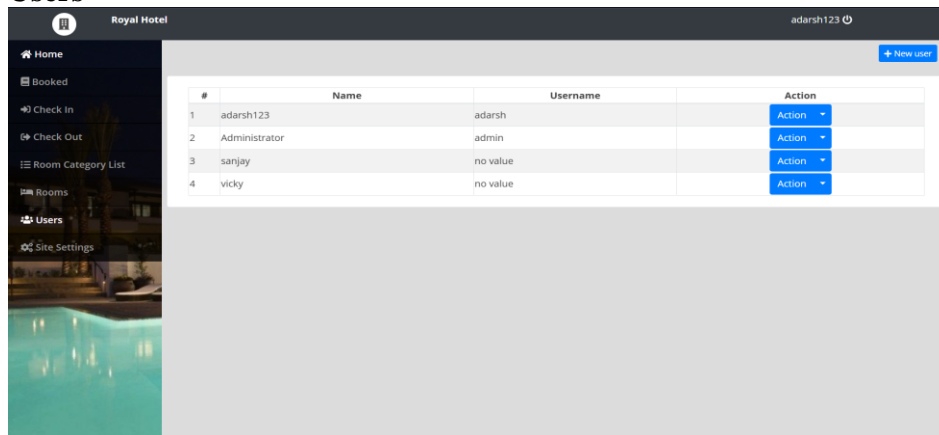 Users
Royal Hotel
adarsh123
Home
+ New user
Booked
Check In
Check Out
Room Category List
Rooms
Users
Site Settings
# Name Username Action
1 adarsh123 adarsh Action
2 Administrator admin Action
3 sanjay no value Action
4 vicky no value Action